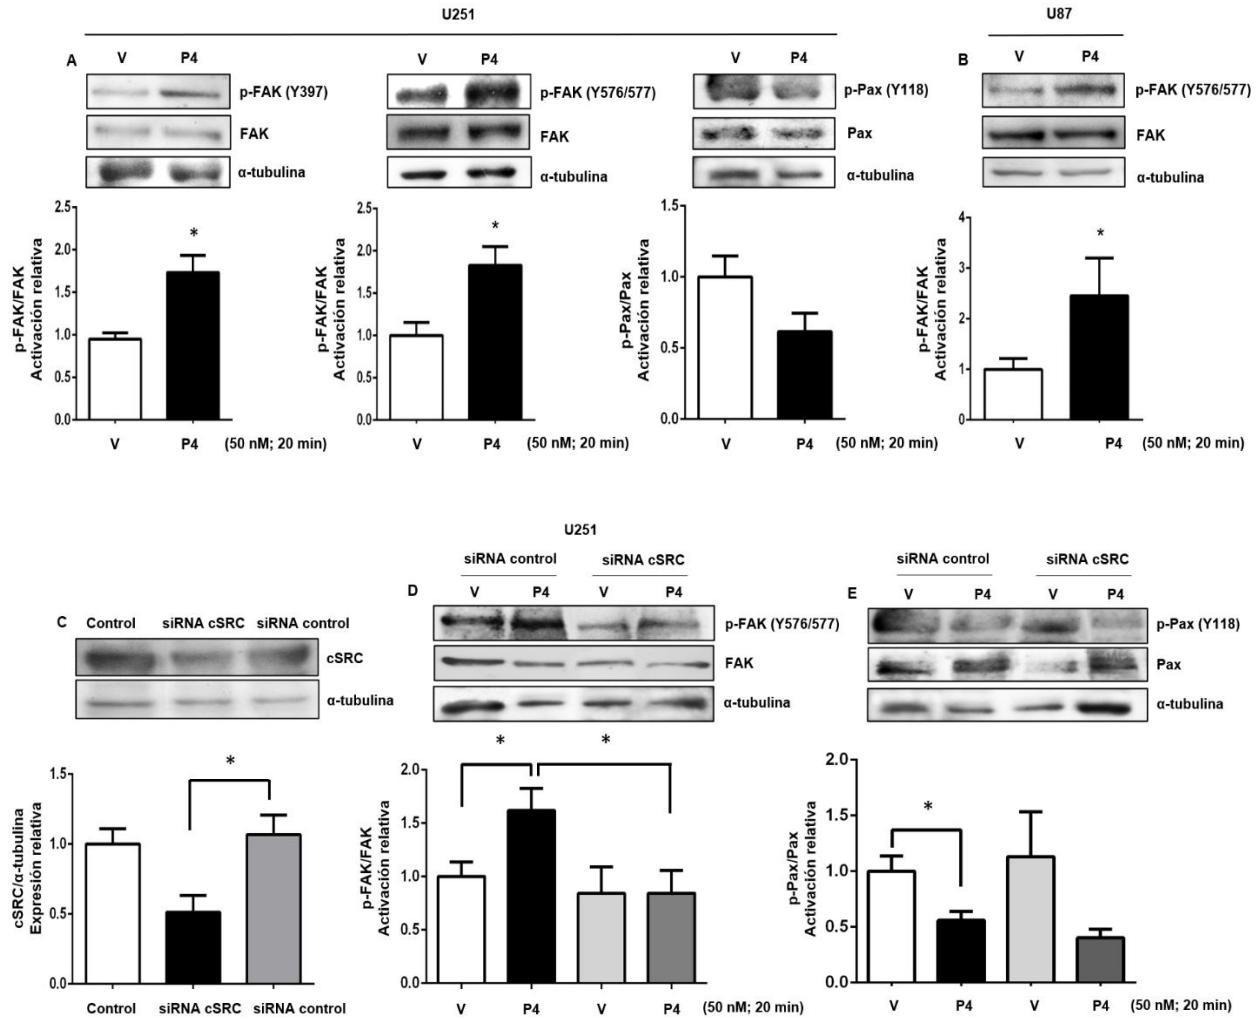 U251
U87
A
V P4
p-FAK (Y397)
FAK
α-tubulina
2.5
2.0
1.5
1.0
0.5
0.0
p-FAK/FAK
Activación relativa
*
V P4 (50 nM; 20 min)
V P4
p-FAK (Y576/577)
FAK
α-tubulina
2.5
2.0
1.5
1.0
0.5
0.0
p-FAK/FAK
Activación relativa
*
V P4 (50 nM; 20 min)
V P4
p-Pax (Y118)
Pax
α-tubulina
1.5
1.0
0.5
0.0
p-Pax/Pax
Activación relativa
V P4 (50 nM; 20 min)
B
V P4
p-FAK (Y576/577)
FAK
α-tubulina
4
3
2
1
0
p-FAK/FAK
Activación relativa
*
V P4 (50 nM; 20 min)
U251
C
Control siRNA cSRC siRNA control
cSRC
α-tubulina
1.5
1.0
0.5
0.0
cSRC/α-tubulina
Expresión relativa
*
Control siRNA cSRC siRNA control
D
siRNA control siRNA cSRC
V P4 V P4
p-FAK (Y576/577)
FAK
α-tubulina
2.0
1.5
1.0
0.5
0.0
p-FAK/FAK
Activación relativa
* *
V P4 V P4 (50 nM; 20 min)
E
siRNA control siRNA cSRC
V P4 V P4
p-Pax (Y118)
Pax
α-tubulina
2.0
1.5
1.0
0.5
0.0
p-Pax/Pax
Activación relativa
*
V P4 V P4 (50 nM; 20 min)